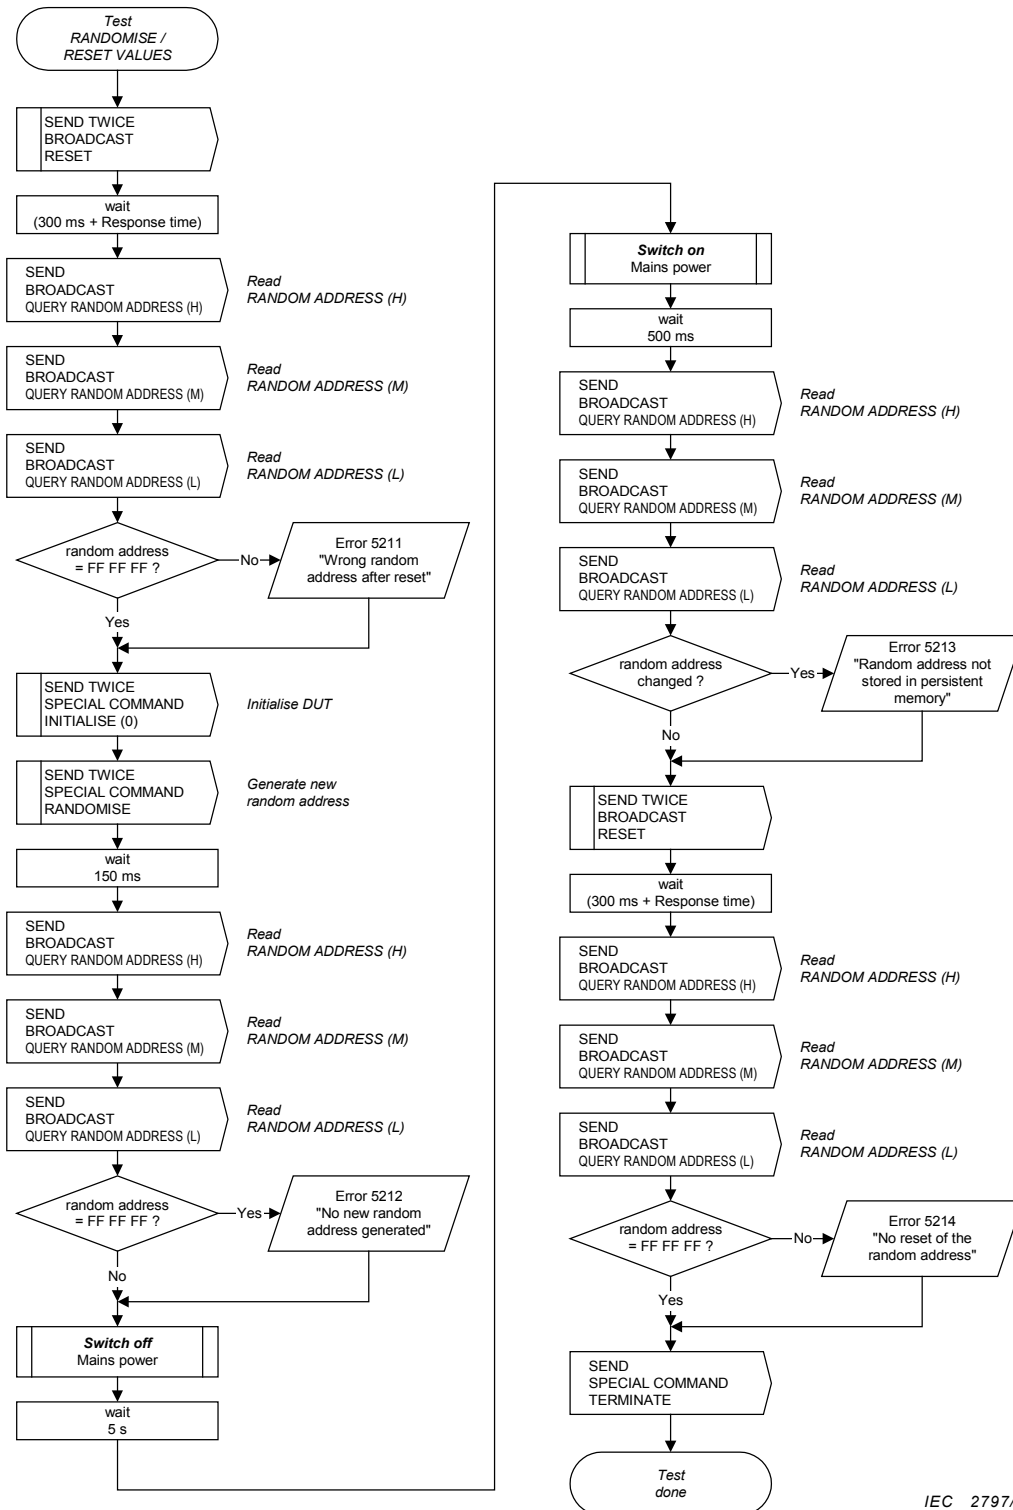 Test
RANDOMISE /
RESET VALUES
SEND TWICE
BROADCAST
RESET
wait
(300 ms + Response time)
SEND
BROADCAST
QUERY RANDOM ADDRESS (H)
Read
RANDOM ADDRESS (H)
SEND
BROADCAST
QUERY RANDOM ADDRESS (M)
Read
RANDOM ADDRESS (M)
SEND
BROADCAST
QUERY RANDOM ADDRESS (L)
Read
RANDOM ADDRESS (L)
random address
= FF FF FF ?
No
Error 5211
"Wrong random
address after reset"
Yes
SEND TWICE
SPECIAL COMMAND
INITIALISE (0)
Initialise DUT
SEND TWICE
SPECIAL COMMAND
RANDOMISE
Generate new
random address
wait
150 ms
SEND
BROADCAST
QUERY RANDOM ADDRESS (H)
Read
RANDOM ADDRESS (H)
SEND
BROADCAST
QUERY RANDOM ADDRESS (M)
Read
RANDOM ADDRESS (M)
SEND
BROADCAST
QUERY RANDOM ADDRESS (L)
Read
RANDOM ADDRESS (L)
random address
= FF FF FF ?
Yes
Error 5212
"No new random
address generated"
No
Switch off
Mains power
wait
5 s
Switch on
Mains power
wait
500 ms
SEND
BROADCAST
QUERY RANDOM ADDRESS (H)
Read
RANDOM ADDRESS (H)
SEND
BROADCAST
QUERY RANDOM ADDRESS (M)
Read
RANDOM ADDRESS (M)
SEND
BROADCAST
QUERY RANDOM ADDRESS (L)
Read
RANDOM ADDRESS (L)
random address
changed ?
Yes
Error 5213
"Random address not
stored in persistent
memory"
No
SEND TWICE
BROADCAST
RESET
wait
(300 ms + Response time)
SEND
BROADCAST
QUERY RANDOM ADDRESS (H)
Read
RANDOM ADDRESS (H)
SEND
BROADCAST
QUERY RANDOM ADDRESS (M)
Read
RANDOM ADDRESS (M)
SEND
BROADCAST
QUERY RANDOM ADDRESS (L)
Read
RANDOM ADDRESS (L)
random address
= FF FF FF ?
No
Error 5214
"No reset of the
random address"
Yes
SEND
SPECIAL COMMAND
TERMINATE
Test
done
IEC 2797/